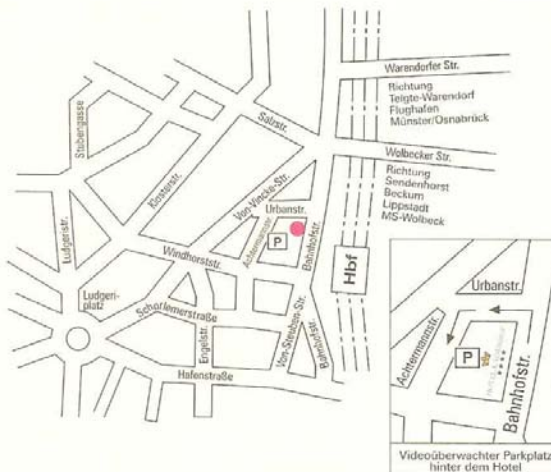 Warendorfer Str.
Richtung
Telgte-Warendorf
Flughafen
Münster/Osnabrück
Stubengasse
Salzstr.
Wolbecker Str.
Richtung
Sendenhorst
Beckum
Lippstadt
MS-Wolbeck
Klosterstr.
Von-Vincke-Str.
Urbanstr.
Ludgeristr.
Achtermannstr.
P
Bahnhofstr.
Windhorststr.
Hbf
Ludgeri-
platz
Schorlemerstraße
Engelstr.
Von-Steuben-Str.
Bahnhofstr.
Hafenstraße
Urbanstr.
Achtermannstr.
P
Bahnhofstr.
Videoüberwachter Parkplatz
hinter dem Hotel